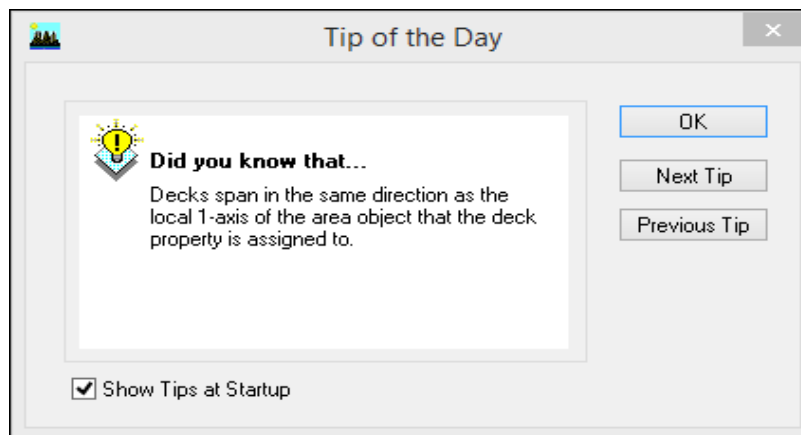 Tip of the Day
Did you know that...
Decks span in the same direction as the
local 1-axis of the area object that the deck
property is assigned to.
OK
Next Tip
Previous Tip
Show Tips at Startup